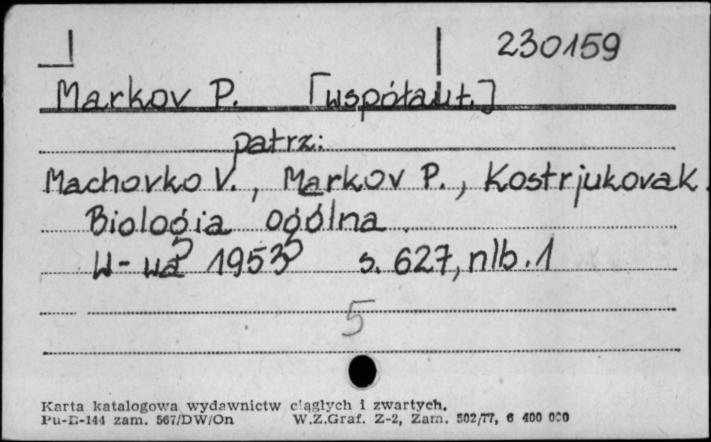 230159
Markov P. [współaut.]
patrz:
Machovko V., Markov P., Kostrjukovak.
Biologia ogólna.
W-wa 1953 s. 627, nlb. 1
5
Karta katalogowa wydawnictw ciągłych i zwartych.
Pu-D-144 zam. 567/DW/On W.Z.Graf. Z-2, Zam. 502/77, 6 400 000